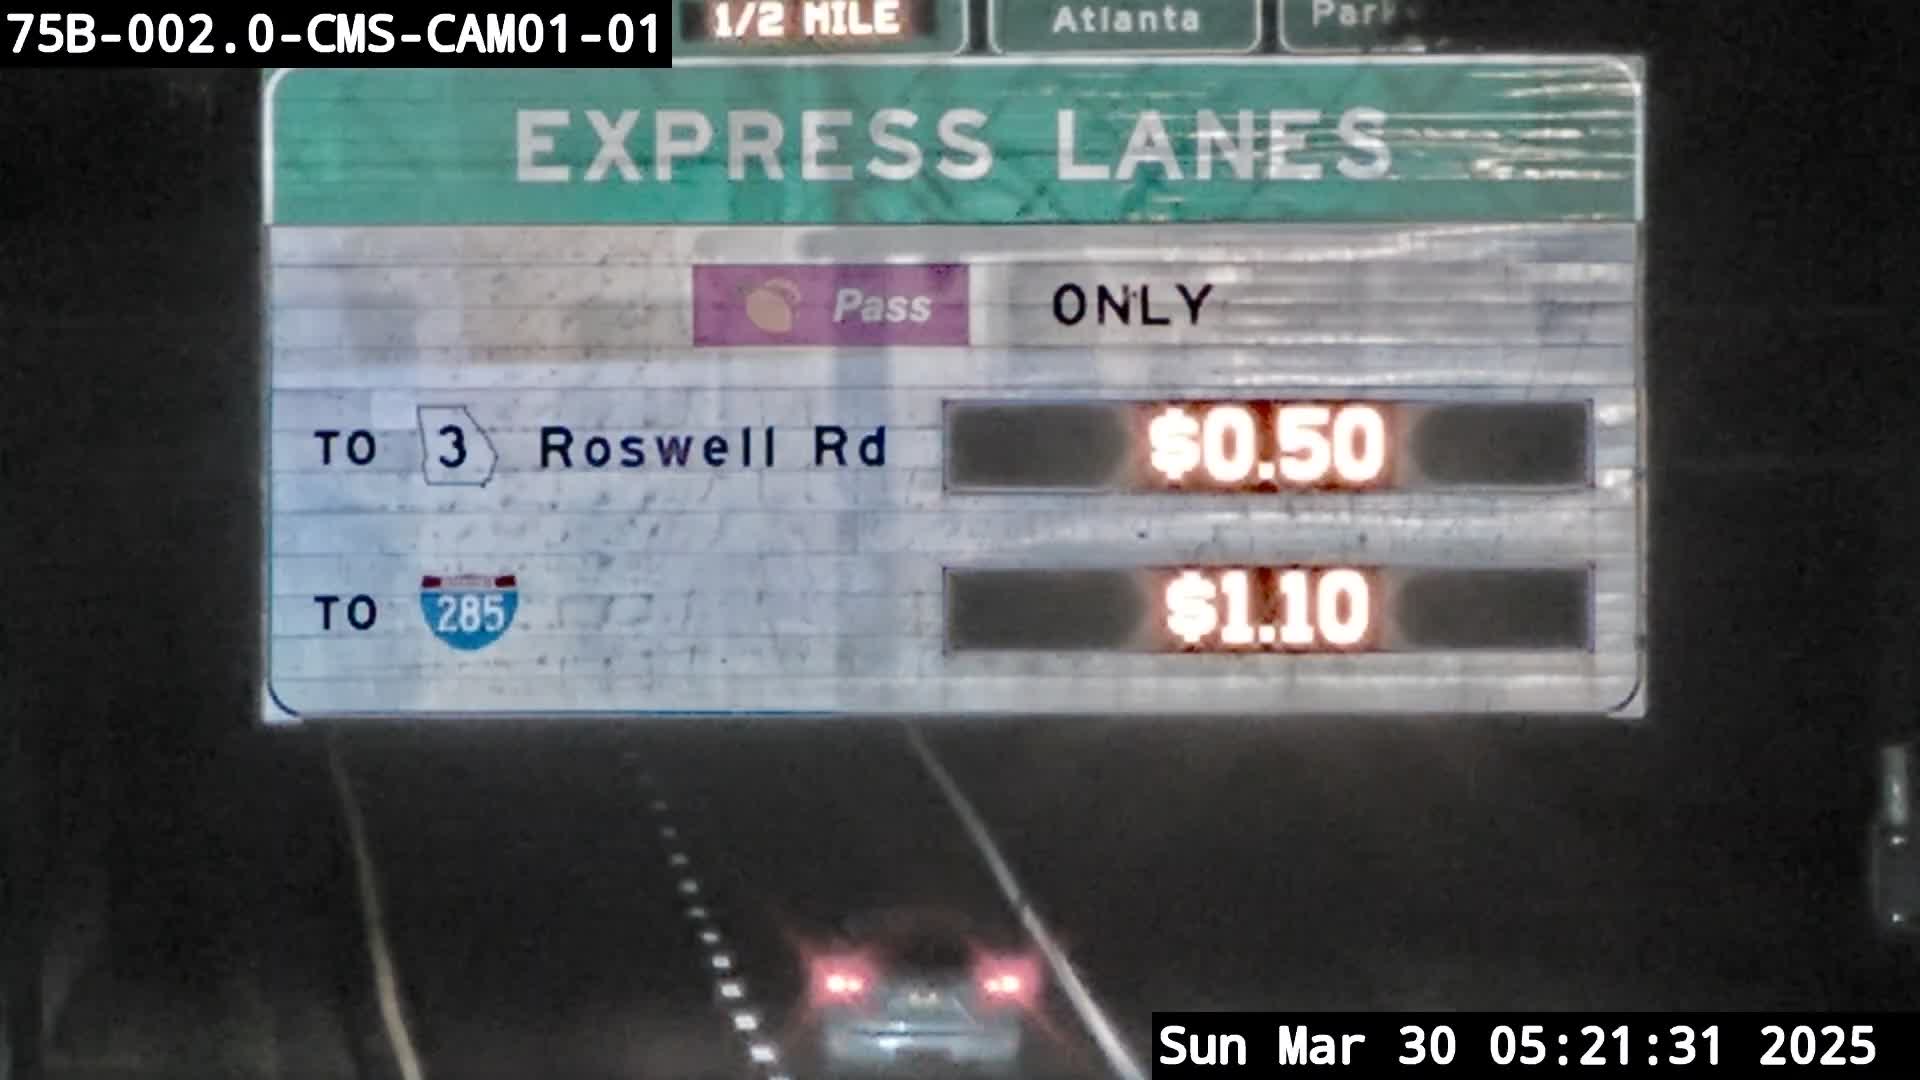 75B-002.0-CMS-CAM01-01
1/2 MILE
Atlanta
EXPRESS LANES
Pass ONLY
TO 3 Roswell Rd $0.50
TO 285 $1.10
Sun Mar 30 05:21:31 2025